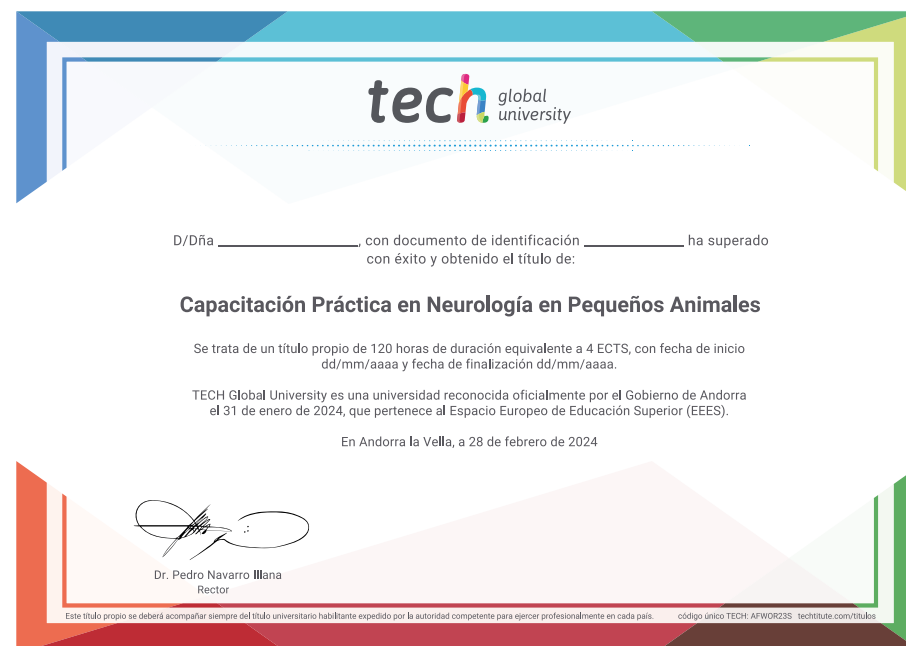 tech global
university
D/Dña ____________________, con documento de identificación ______________ ha superado
con éxito y obtenido el título de:
Capacitación Práctica en Neurología en Pequeños Animales
Se trata de un título propio de 120 horas de duración equivalente a 4 ECTS, con fecha de inicio
dd/mm/aaaa y fecha de finalización dd/mm/aaaa.
TECH Global University es una universidad reconocida oficialmente por el Gobierno de Andorra
el 31 de enero de 2024, que pertenece al Espacio Europeo de Educación Superior (EEES).
En Andorra la Vella, a 28 de febrero de 2024
Dr. Pedro Navarro Illana
Rector
Este título propio se deberá acompañar siempre del título universitario habilitante expedido por la autoridad competente para ejercer profesionalmente en cada país. código único TECH: AFWOR23S techtitute.com/titulos